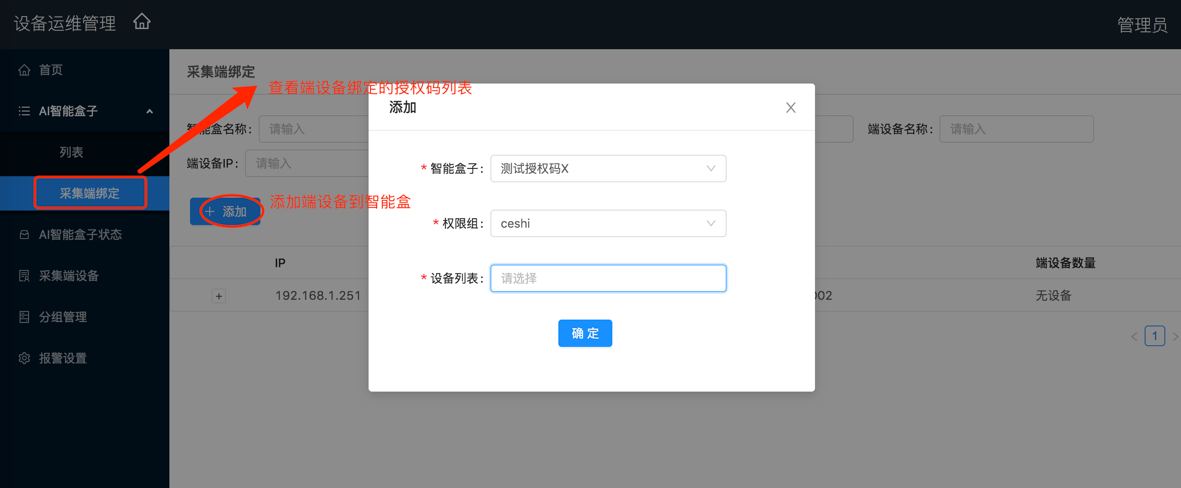 设备运维管理
管理员
首页
AI智能盒子
列表
采集端绑定
AI智能盒子状态
采集端设备
分组管理
报警设置
采集端绑定
查看端设备绑定的授权码列表
智能盒名称: 请输入
端设备名称: 请输入
端设备IP: 请输入
+ 添加
添加端设备到智能盒
IP
端设备数量
+ 192.168.1.251
002
无设备
< 1 >
添加
* 智能盒子: 测试授权码X
* 权限组: ceshi
* 设备列表: 请选择
确 定